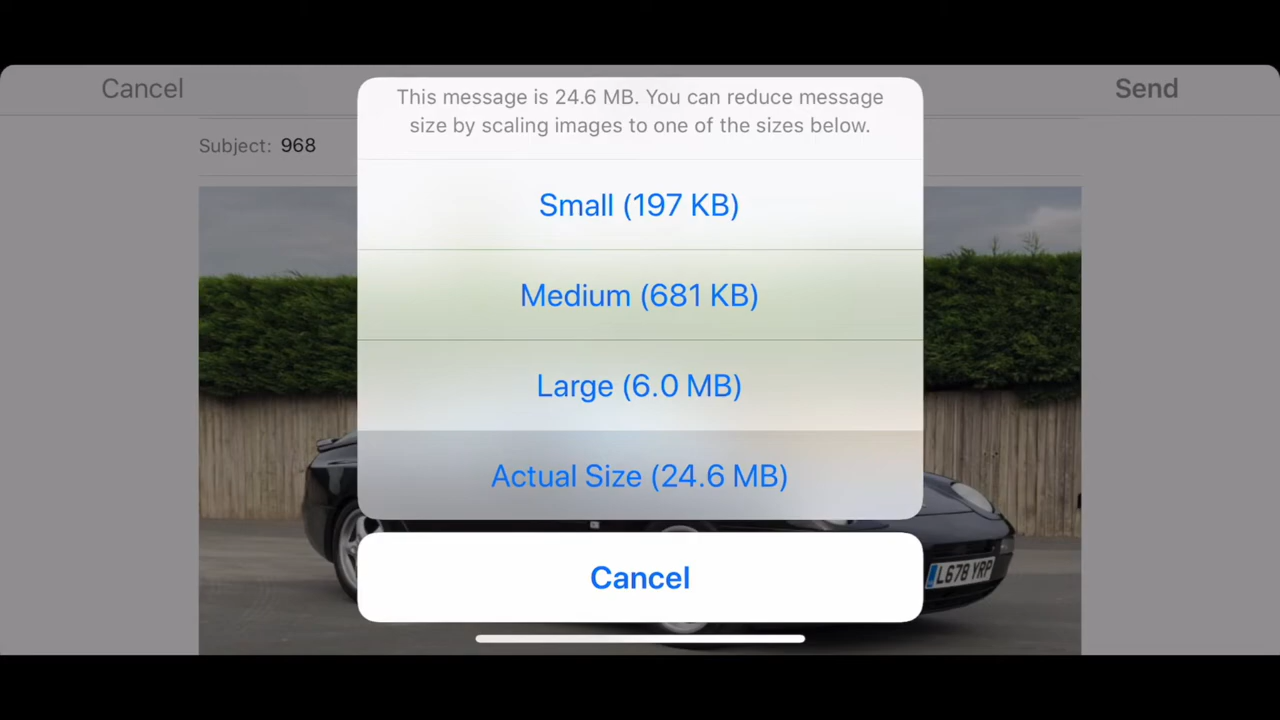 Cancel
Send
This message is 24.6 MB. You can reduce message
size by scaling images to one of the sizes below.
Subject: 968
Small (197 KB)
Medium (681 KB)
Large (6.0 MB)
Actual Size (24.6 MB)
Cancel
L678 YRP